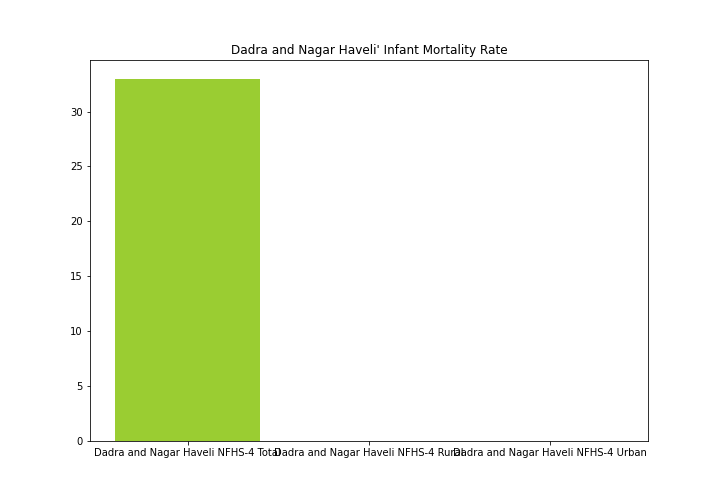 Dadra and Nagar Haveli' Infant Mortality Rate
30
25
20
15
10
5
0
Dadra and Nagar Haveli NFHS-4 Total
Dadra and Nagar Haveli NFHS-4 Rural
Dadra and Nagar Haveli NFHS-4 Urban